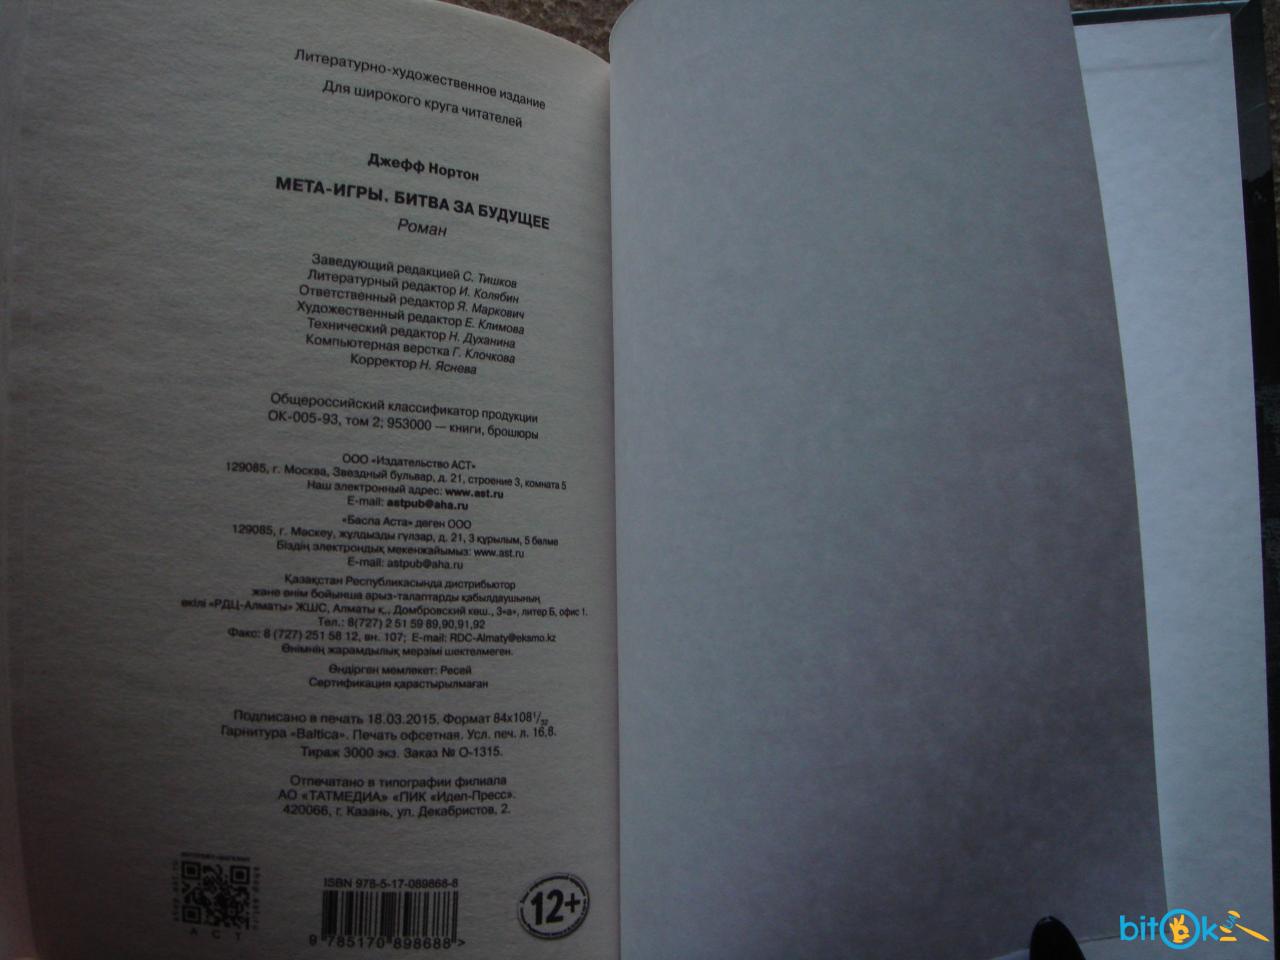 Литературно-художественное издание
Для широкого круга читателей
Джефф Нортон
МЕТА-ИГРЫ. БИТВА ЗА БУДУЩЕЕ
Роман
Заведующий редакцией С. Тишков
Литературный редактор И. Колябин
Ответственный редактор Я. Маркович
Художественный редактор Е. Климова
Технический редактор Н. Духанина
Компьютерная верстка Г. Клочкова
Корректор Н. Яснева
Общероссийский классификатор продукции
ОК-005-93, том 2; 953000 — книги, брошюры
ООО «Издательство АСТ»
129085, г. Москва, Звездный бульвар, д. 21, строение 3, комната 5
Наш электронный адрес: www.ast.ru
E-mail: astpub@aha.ru
«Баспа Аста» деген ООО
129085, г. Мәскеу, жұлдызды гүлзар, д. 21, 3 құрылым, 5 бөлме
Біздің электрондық мекенжайымыз: www.ast.ru
E-mail: astpub@aha.ru
Қазақстан Республикасында дистрибьютор
және өнім бойынша арыз-талаптарды қабылдаушының
өкілі «РДЦ-Алматы» ЖШС, Алматы қ., Домбровский көш., 3«а», литер Б, офис 1.
Тел.: 8(727) 2 51 59 89,90,91,92
Факс: 8 (727) 251 58 12, вн. 107; E-mail: RDC-Almaty@eksmo.kz
Өнімнің жарамдылық мерзімі шектелмеген.
Өндірген мемлекет: Ресей
Сертификация қарастырылмаған
Подписано в печать 18.03.2015. Формат 84x108¹/₃₂
Гарнитура «Baltica». Печать офсетная. Усл. печ. л. 16,8.
Тираж 3000 экз. Заказ № О-1315.
Отпечатано в типографии филиала
АО «ТАТМЕДИА» «ПИК «Идел-Пресс».
420066, г. Казань, ул. Декабристов, 2.
АСТ
ISBN 978-5-17-089868-8
9 785170 898688 >
12+
bitOk